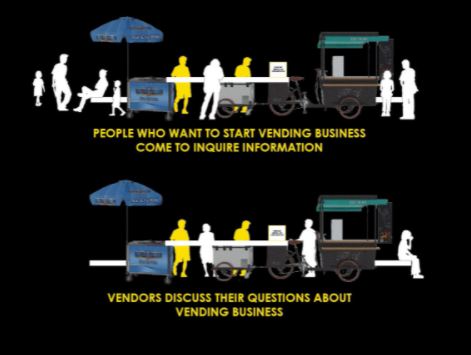 PEOPLE WHO WANT TO START VENDING BUSINESS
COME TO INQUIRE INFORMATION
VENDORS DISCUSS THEIR QUESTIONS ABOUT
VENDING BUSINESS